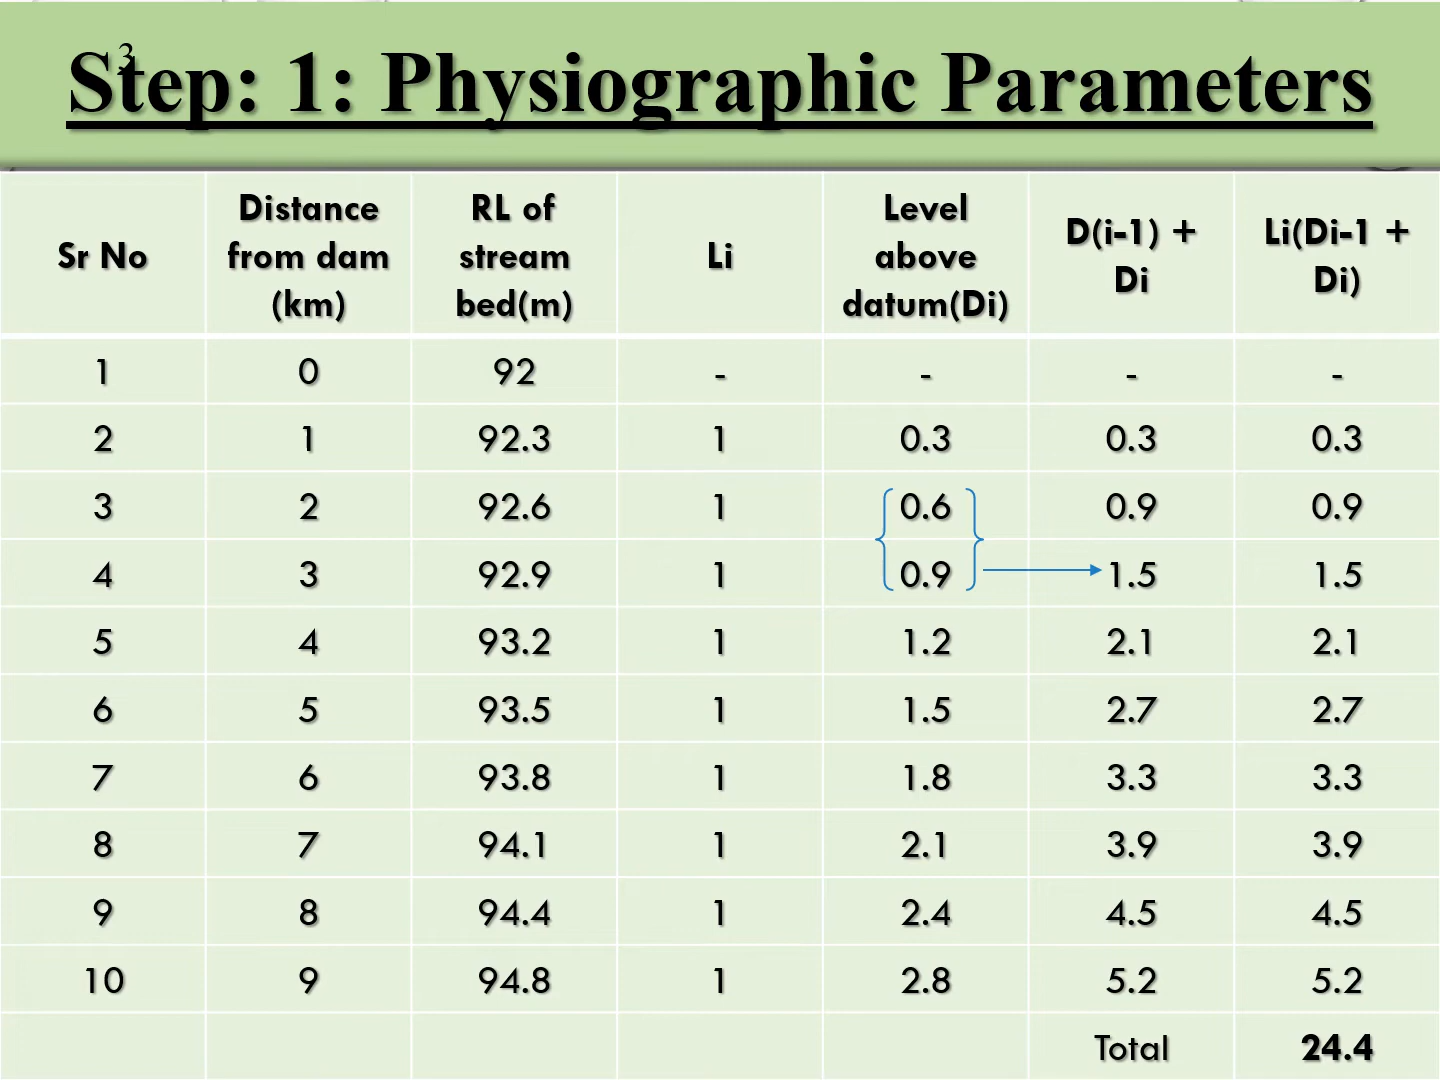 3
Step: 1: Physiographic Parameters
Sr No
Distance
from dam
(km)
RL of
stream
bed(m)
Li
Level
above
datum(Di)
D(i-1) +
Di
Li(Di-1 +
Di)
1 0 92 - - - -
2 1 92.3 1 0.3 0.3 0.3
3 2 92.6 1 0.6 0.9 0.9
4 3 92.9 1 0.9 1.5 1.5
5 4 93.2 1 1.2 2.1 2.1
6 5 93.5 1 1.5 2.7 2.7
7 6 93.8 1 1.8 3.3 3.3
8 7 94.1 1 2.1 3.9 3.9
9 8 94.4 1 2.4 4.5 4.5
10 9 94.8 1 2.8 5.2 5.2
Total 24.4